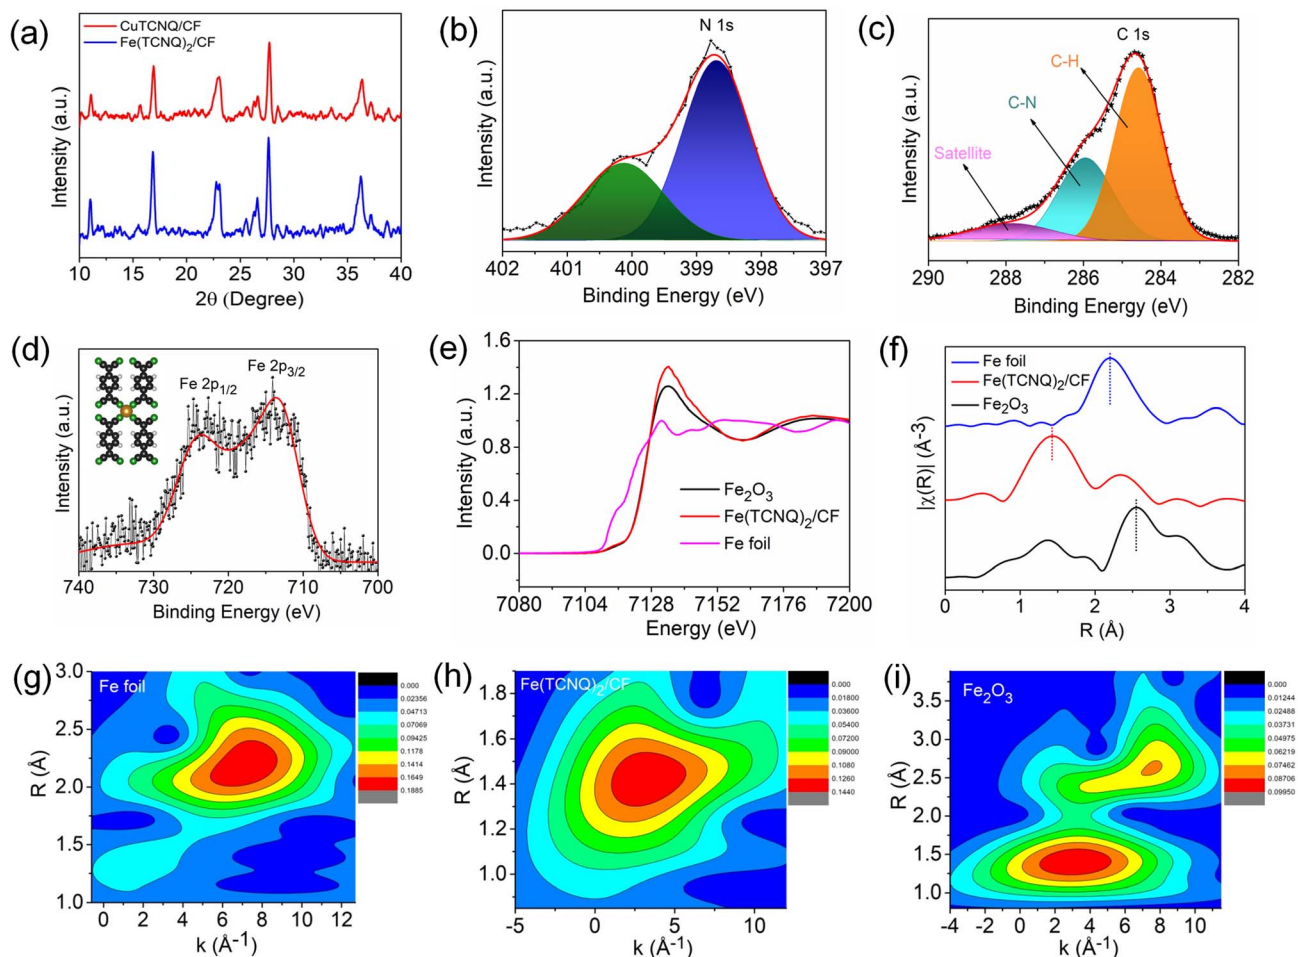 (a)
CuTCNQ/CF
Fe(TCNQ)2/CF
Intensity (a.u.)
10 15 20 25 30 35 40
2θ (Degree)
(b)
N 1s
Intensity (a.u.)
402 401 400 399 398 397
Binding Energy (eV)
(c)
C 1s
C-H
C-N
Satellite
Intensity (a.u.)
290 288 286 284 282
Binding Energy (eV)
(d)
Fe 2p1/2
Fe 2p3/2
Intensity (a.u.)
740 730 720 710 700
Binding Energy (eV)
(e)
1.6
1.2
0.8
0.4
0.0
Intensity (a.u.)
Fe2O3
Fe(TCNQ)2/CF
Fe foil
7080 7104 7128 7152 7176 7200
Energy (eV)
(f)
Fe foil
Fe(TCNQ)2/CF
Fe2O3
|χ(R)| (Å-3)
0 1 2 3 4
R (Å)
(g)
Fe foil
3.0
2.5
2.0
1.5
1.0
R (Å)
0 2 4 6 8 10 12
k (Å-1)
0.000
0.02356
0.04713
0.07069
0.09425
0.1178
0.1414
0.1649
0.1885
(h)
Fe(TCNQ)2/CF
1.8
1.6
1.4
1.2
1.0
R (Å)
-5 0 5 10
k (Å-1)
0.000
0.01800
0.03600
0.05400
0.07200
0.09000
0.1080
0.1260
0.1440
(i)
Fe2O3
3.5
3.0
2.5
2.0
1.5
1.0
R (Å)
-4 -2 0 2 4 6 8 10
k (Å-1)
0.000
0.01244
0.02488
0.03731
0.04975
0.06219
0.07462
0.08706
0.09950